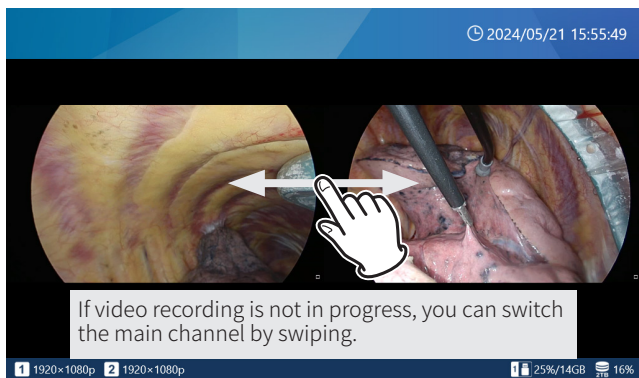 2024/05/21 15:55:49
If video recording is not in progress, you can switch
the main channel by swiping.
1 1920×1080p 2 1920×1080p 1 25%/14GB 2TB 16%